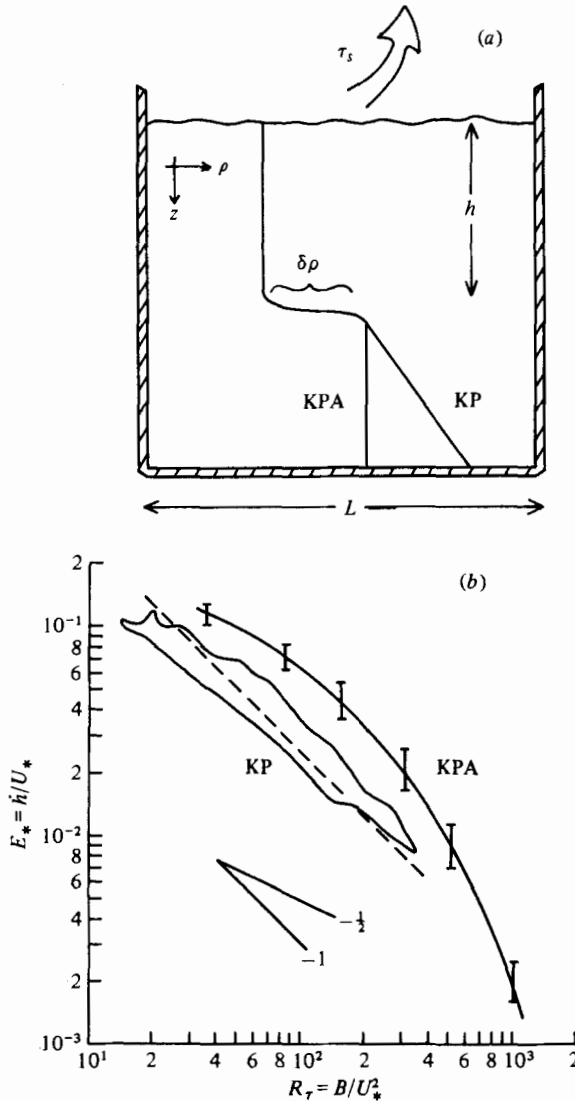 (a)
τₛ
ρ
z
h
δρ
KPA
KP
L
(b)
2
10⁻¹
8
6
4
2
10⁻²
8
6
4
2
10⁻³
E* = ḣ/U*
KP
KPA
−½
−1
10¹ 2 4 6 8 10² 2 4 6 8 10³ 2
R_τ = B/U*²